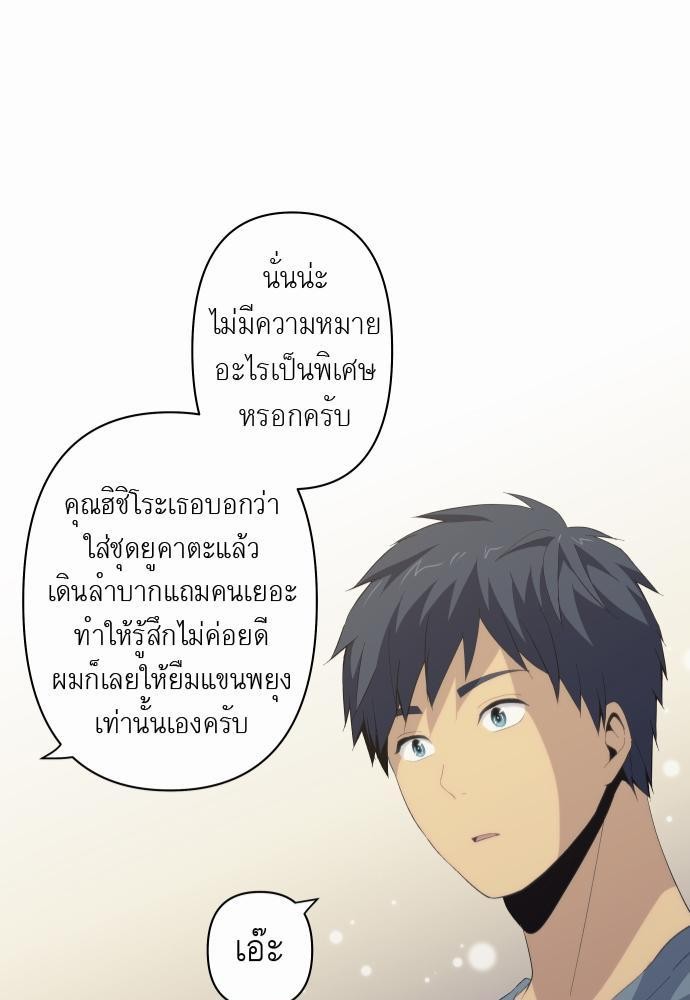 นั่นน่ะ
ไม่มีความหมาย
อะไรเป็นพิเศษ
หรอกครับ
คุณฮิชิโระเธอบอกว่า
ใส่ชุดยูคาตะแล้ว
เดินลำบากแถมคนเยอะ
ทำให้รู้สึกไม่ค่อยดี
ผมก็เลยให้ยืมแขนพยุง
เท่านั้นเองครับ
เอ๊ะ